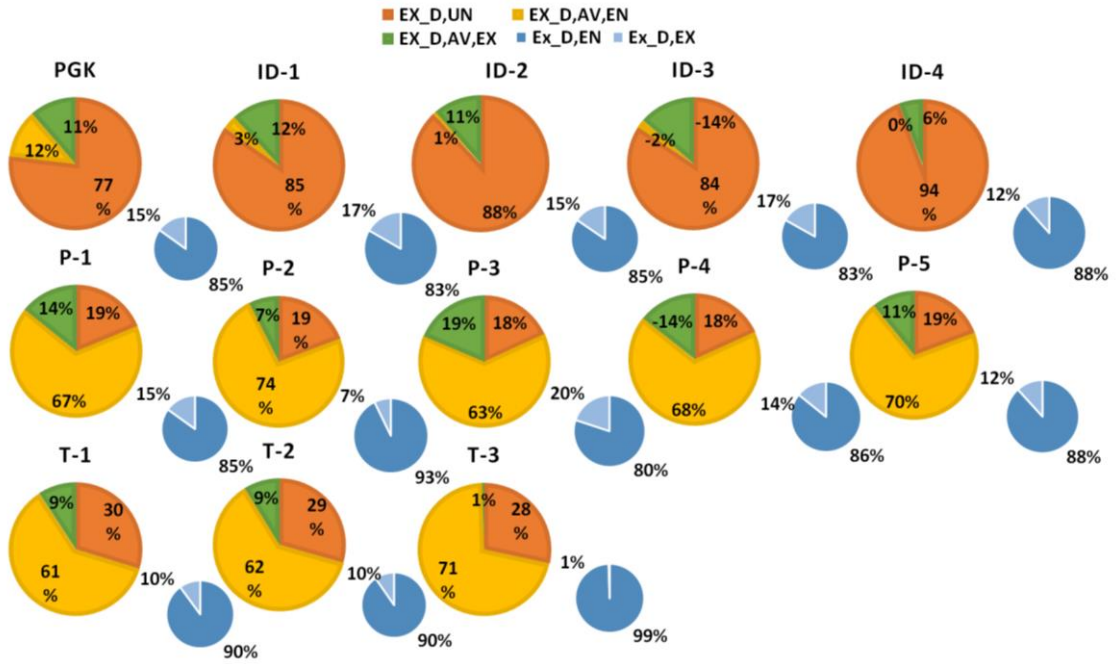 EX_D,UN EX_D,AV,EN
EX_D,AV,EX Ex_D,EN Ex_D,EX
PGK ID-1 ID-2 ID-3 ID-4
11% 12% 77 %
15% 85%
12% 3% 85 %
17% 83%
11% 1% 88%
15% 85%
-14% -2% 84 %
17% 83%
6% 0% 94 %
12% 88%
P-1 P-2 P-3 P-4 P-5
14% 19% 67%
15% 85%
7% 19 % 74 %
7% 93%
19% 18% 63%
20% 80%
-14% 18% 68%
14% 86%
11% 19% 70%
12% 88%
T-1 T-2 T-3
9% 30 % 61 %
10% 90%
9% 29 % 62 %
10% 90%
1% 28 % 71 %
1% 99%